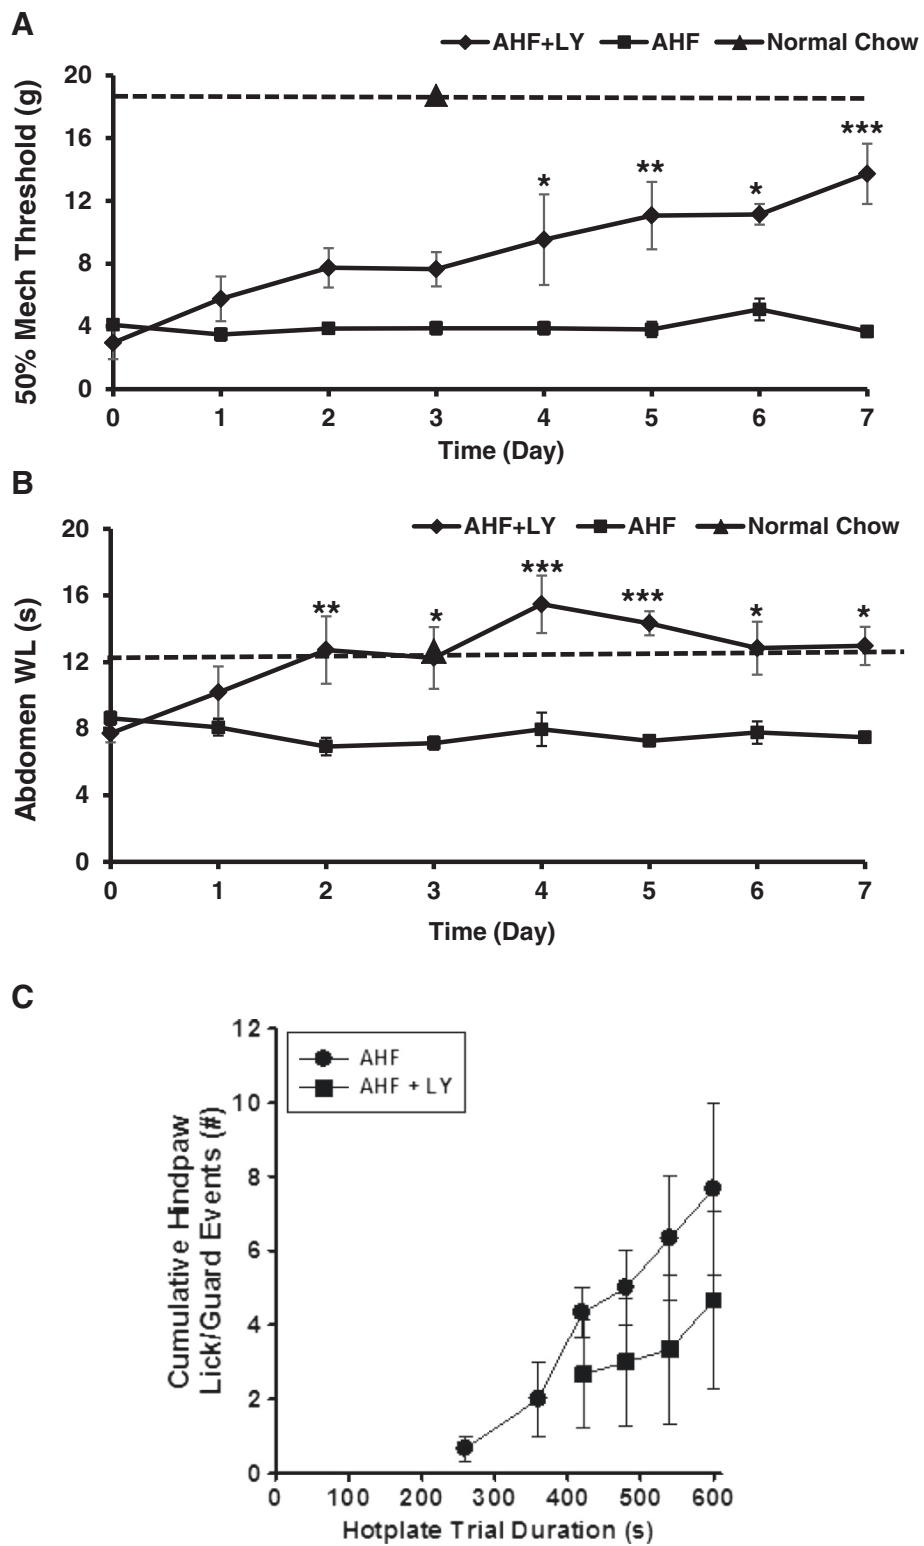 A
AHF+LY AHF Normal Chow
50% Mech Threshold (g)
20
16
12
8
4
0
* ** * ***
0 1 2 3 4 5 6 7
Time (Day)
B
AHF+LY AHF Normal Chow
Abdomen WL (s)
20
16
12
8
4
0
** * *** *** * *
0 1 2 3 4 5 6 7
Time (Day)
C
AHF
AHF + LY
Cumulative Hindpaw
Lick/Guard Events (#)
12
10
8
6
4
2
0
0 100 200 300 400 500 600
Hotplate Trial Duration (s)